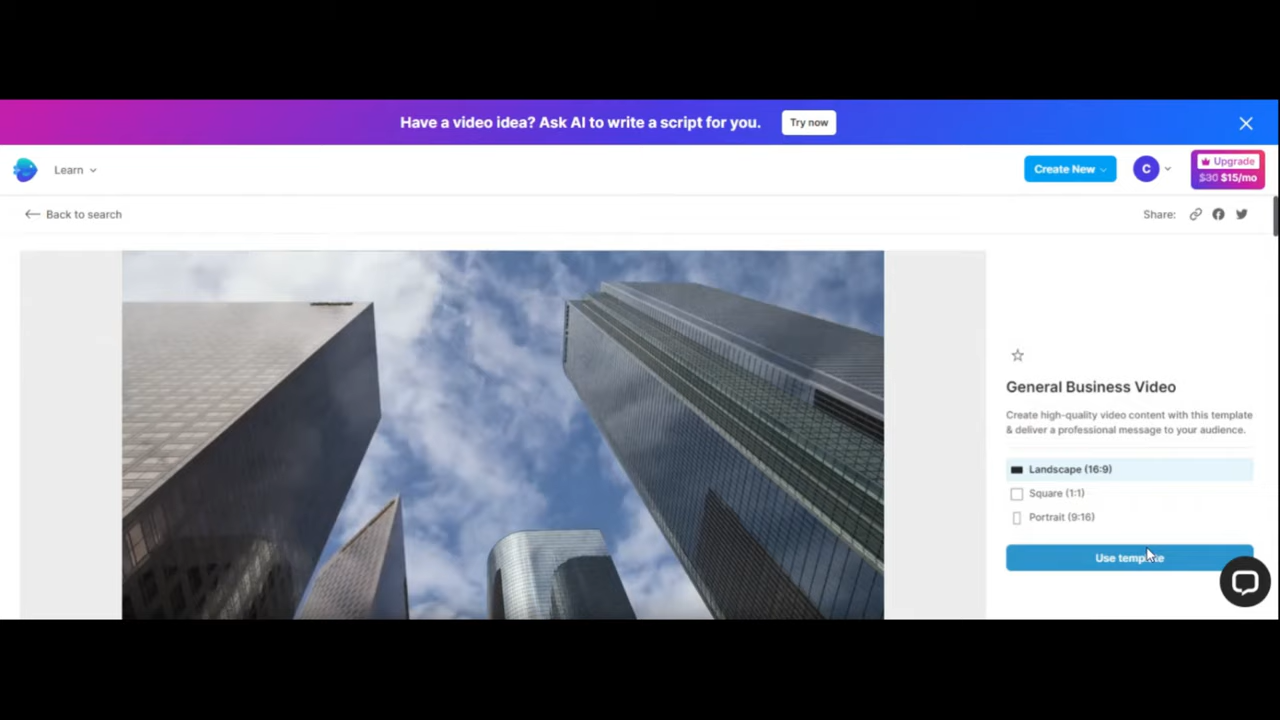 Have a video idea? Ask AI to write a script for you.
Try now
Learn
Create New
C
Upgrade
$30 $15/mo
Back to search
Share:
General Business Video
Create high-quality video content with this template
& deliver a professional message to your audience.
Landscape (16:9)
Square (1:1)
Portrait (9:16)
Use template